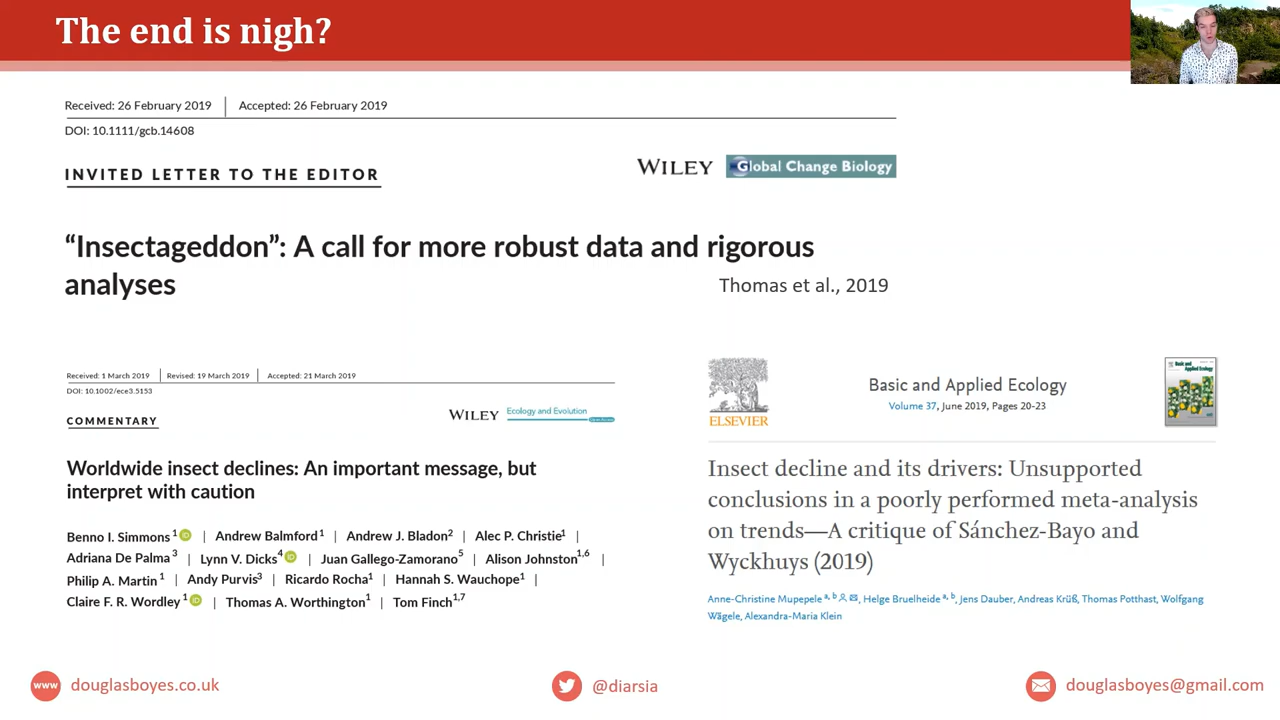 The end is nigh?
Received: 26 February 2019 | Accepted: 26 February 2019
DOI: 10.1111/gcb.14608
INVITED LETTER TO THE EDITOR
WILEY Global Change Biology
“Insectageddon”: A call for more robust data and rigorous
analyses
Thomas et al., 2019
Received: 1 March 2019 | Revised: 19 March 2019 | Accepted: 21 March 2019
DOI: 10.1002/ece3.5153
COMMENTARY
WILEY Ecology and Evolution
Worldwide insect declines: An important message, but
interpret with caution
Benno I. Simmons1 | Andrew Balmford1 | Andrew J. Bladon2 | Alec P. Christie1 |
Adriana De Palma3 | Lynn V. Dicks4 | Juan Gallego-Zamorano5 | Alison Johnston1,6 |
Philip A. Martin1 | Andy Purvis3 | Ricardo Rocha1 | Hannah S. Wauchope1 |
Claire F. R. Wordley1 | Thomas A. Worthington1 | Tom Finch1,7
ELSEVIER
Basic and Applied Ecology
Volume 37, June 2019, Pages 20-23
Basic and
Applied Ecology
Insect decline and its drivers: Unsupported
conclusions in a poorly performed meta-analysis
on trends—A critique of Sánchez-Bayo and
Wyckhuys (2019)
Anne-Christine Mupepele a, b, Helge Bruelheide a, b, Jens Dauber, Andreas Krüß, Thomas Potthast, Wolfgang
Wägele, Alexandra-Maria Klein
www douglasboyes.co.uk
@diarsia
douglasboyes@gmail.com